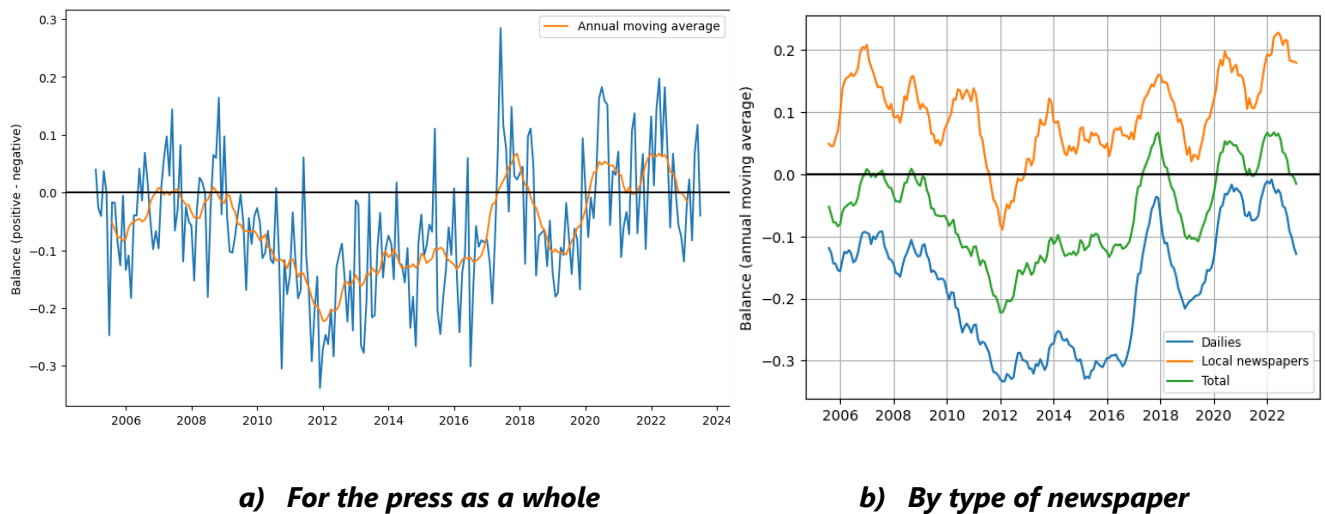 0.3
0.2
0.1
0.0
−0.1
−0.2
−0.3
Balance (positive - negative)
Annual moving average
2006 2008 2010 2012 2014 2016 2018 2020 2022 2024
0.2
0.1
0.0
−0.1
−0.2
−0.3
Balance (annual moving average)
Dailies
Local newspapers
Total
2006 2008 2010 2012 2014 2016 2018 2020 2022
a) For the press as a whole
b) By type of newspaper